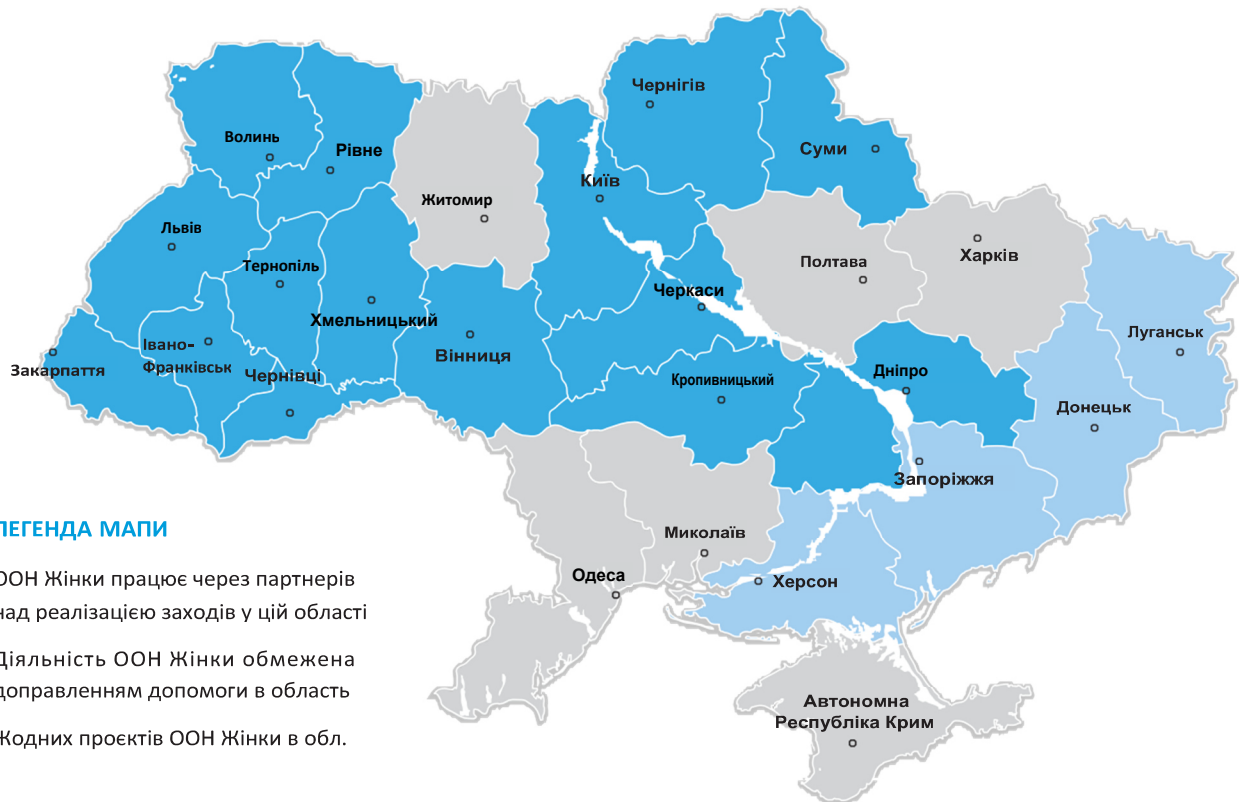 Чернігів
Волинь
Рівне
Суми
Київ
Житомир
Львів
Тернопіль
Полтава
Харків
Черкаси
Хмельницький
Луганськ
Івано-
Франківськ
Вінниця
Закарпаття
Чернівці
Кропивницький
Дніпро
Донецьк
Запоріжжя
Миколаїв
Одеса
Херсон
Автономна
Республіка Крим
ЛЕГЕНДА МАПИ
ООН Жінки працює через партнерів
над реалізацією заходів у цій області
Діяльність ООН Жінки обмежена
доправленням допомоги в область
Жодних проєктів ООН Жінки в обл.